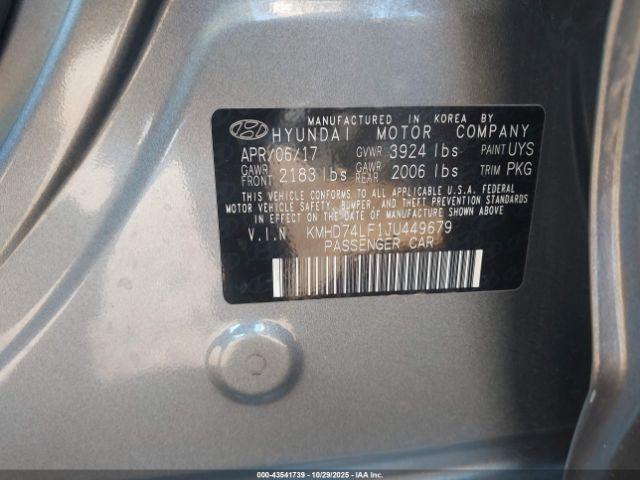 MANUFACTURED IN KOREA BY
HYUNDAI MOTOR COMPANY
APR/06/17 GVWR 3924 lbs PAINT UYS
GAWR FRONT 2183 lbs GAWR REAR 2006 lbs TRIM PKG
THIS VEHICLE CONFORMS TO ALL APPLICABLE U.S.A. FEDERAL
MOTOR VEHICLE SAFETY, BUMPER, AND THEFT PREVENTION STANDARDS
IN EFFECT ON THE DATE OF MANUFACTURE SHOWN ABOVE.
V.I.N KMHD74LF1JU449679
PASSENGER CAR
000-43541739 10/29/2025 - COPART.COM